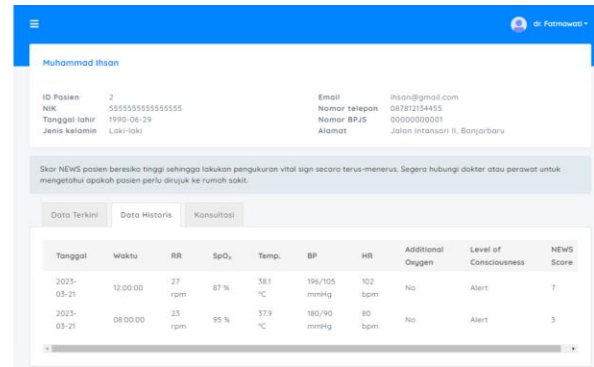 dr. Fatmawati
Muhammad Ihsan
ID Pasien 2
NIK 5555555555555555
Tanggal lahir 1990-06-29
Jenis kelamin Laki-laki
Email ihsan@gmail.com
Nomor telepon 087812134455
Nomor BPJS 00000000001
Alamat Jalan Intansari II, Banjarbaru
Skor NEWS pasien beresiko tinggi sehingga lakukan pengukuran vital sign secara terus-menerus. Segera hubungi dokter atau perawat untuk
mengetahui apakah pasien perlu dirujuk ke rumah sakit.
Data Terkini Data Historis Konsultasi
Tanggal Waktu RR SpO₂ Temp. BP HR Additional Oxygen Level of Consciousness NEWS Score
2023-03-21 12:00:00 27 rpm 87 % 38.1 °C 196/105 mmHg 102 bpm No Alert 7
2023-03-21 08:00:00 23 rpm 95 % 37.9 °C 180/90 mmHg 80 bpm No Alert 3